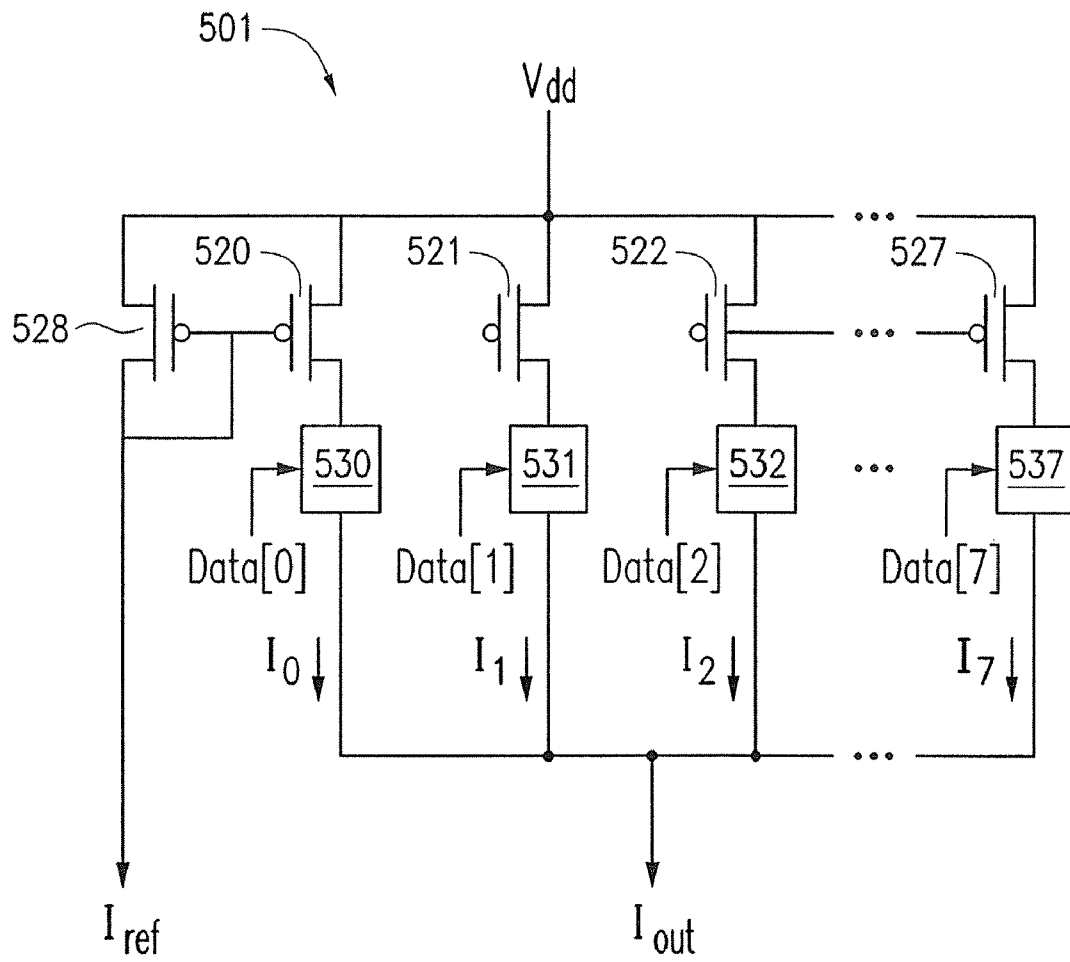 501
Vdd
520
521
522
527
528
530
531
532
537
Data[0]
Data[1]
Data[2]
Data[7]
I0
I1
I2
I7
Iref
Iout